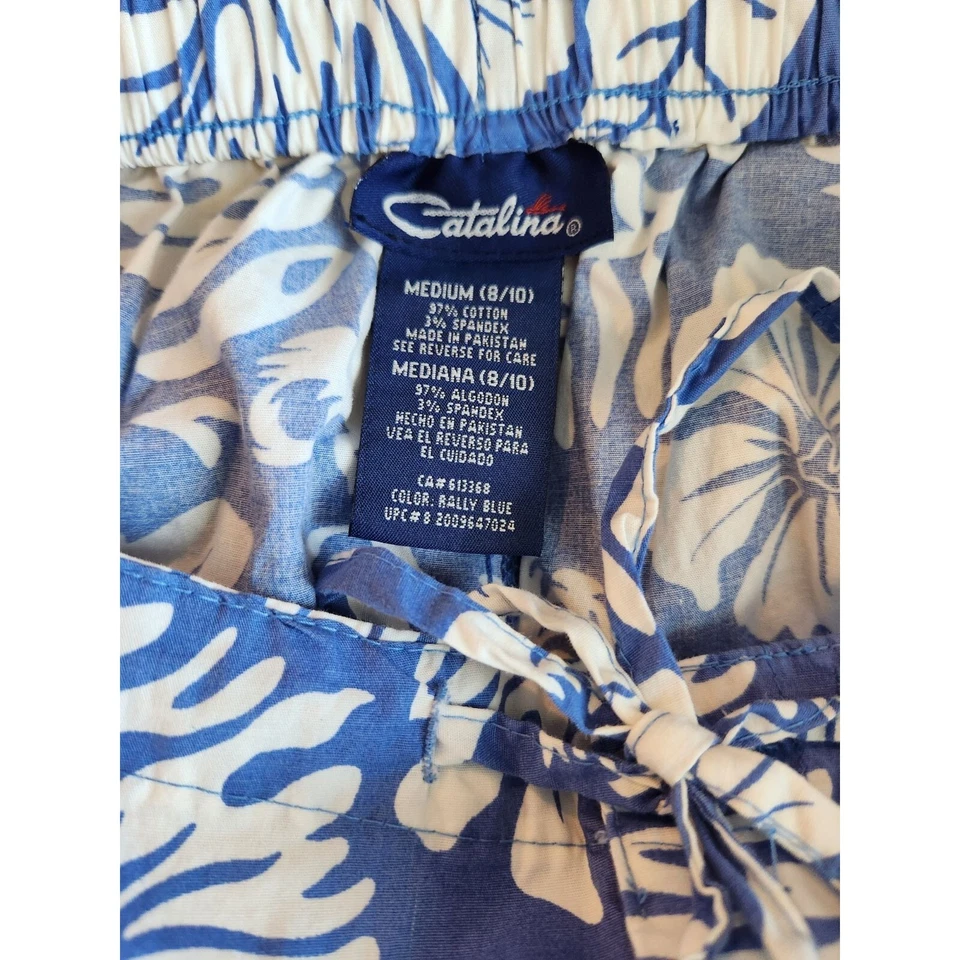 Catalina®
MEDIUM (8/10)
97% COTTON
3% SPANDEX
MADE IN PAKISTAN
SEE REVERSE FOR CARE
MEDIANA (8/10)
97% ALGODON
3% SPANDEX
HECHO EN PAKISTAN
VEA EL REVERSO PARA
EL CUIDADO
CA# 613368
COLOR: RALLY BLUE
UPC# 8 2009647024